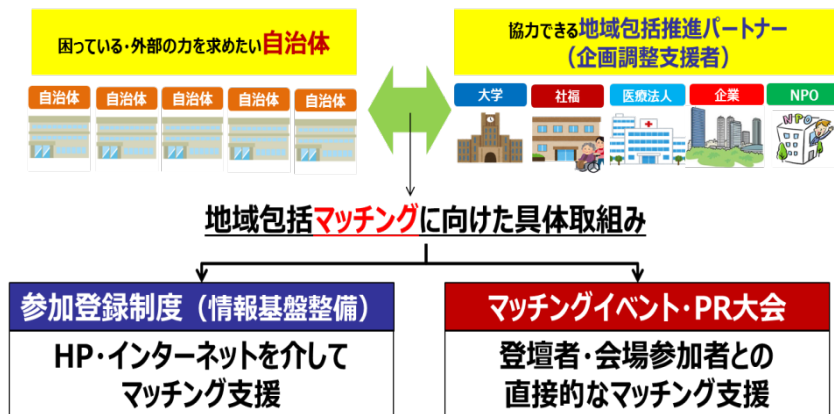 困っている・外部の力を求めたい自治体
協力できる地域包括推進パートナー
（企画調整支援者）
自治体
自治体
自治体
自治体
自治体
大学
社福
医療法人
企業
NPO
NPO
地域包括マッチングに向けた具体取組み
参加登録制度（情報基盤整備）
HP・インターネットを介して
マッチング支援
マッチングイベント・PR大会
登壇者・会場参加者との
直接的なマッチング支援